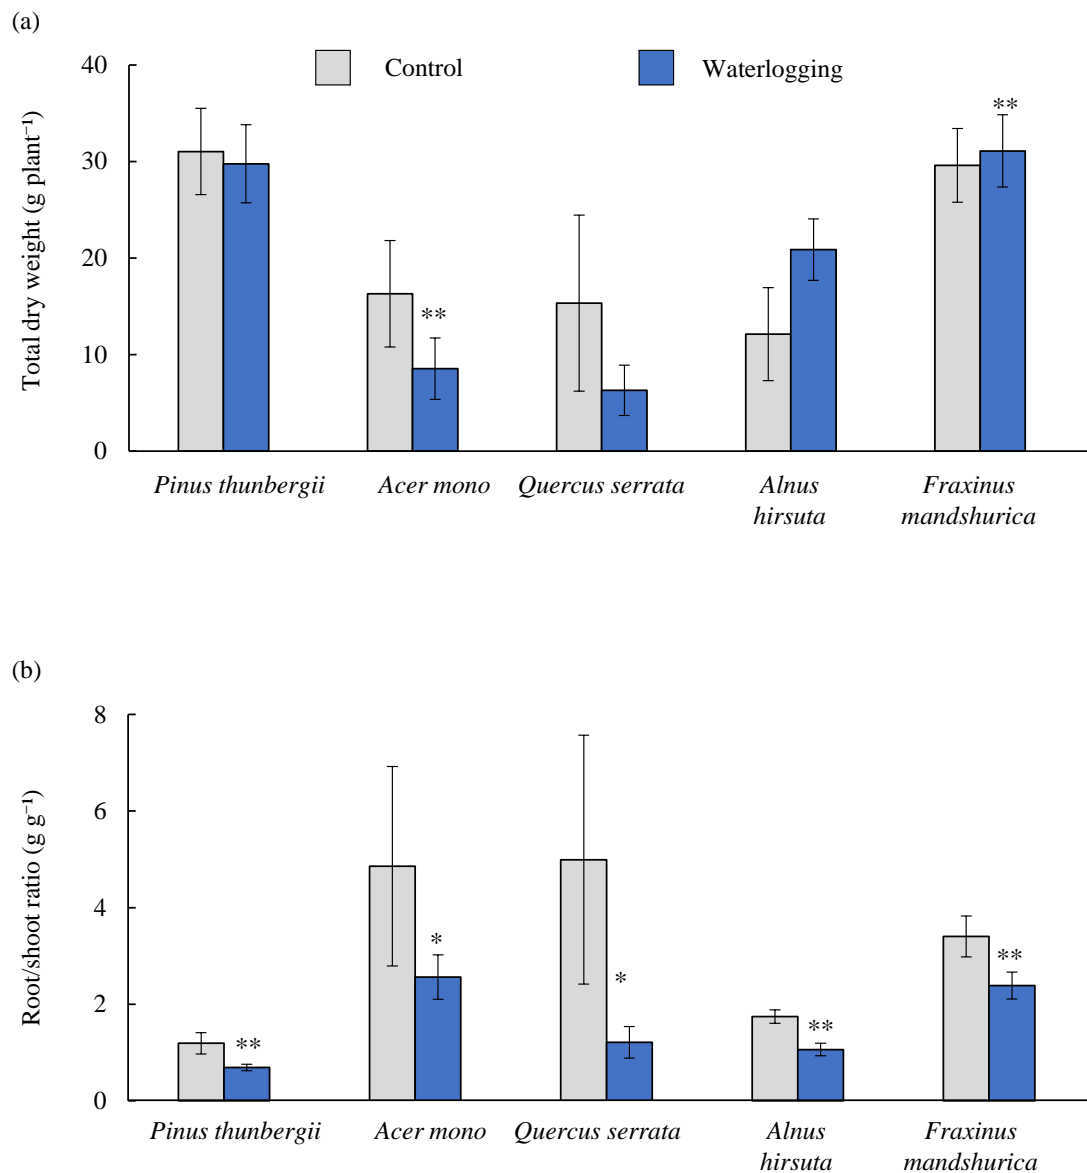 (a)
Control Waterlogging
40
30
20
10
0
Total dry weight (g plant⁻¹)
**
**
Pinus thunbergii Acer mono Quercus serrata Alnus hirsuta Fraxinus mandshurica
(b)
8
6
4
2
0
Root/shoot ratio (g g⁻¹)
**
*
*
**
**
Pinus thunbergii Acer mono Quercus serrata Alnus hirsuta Fraxinus mandshurica